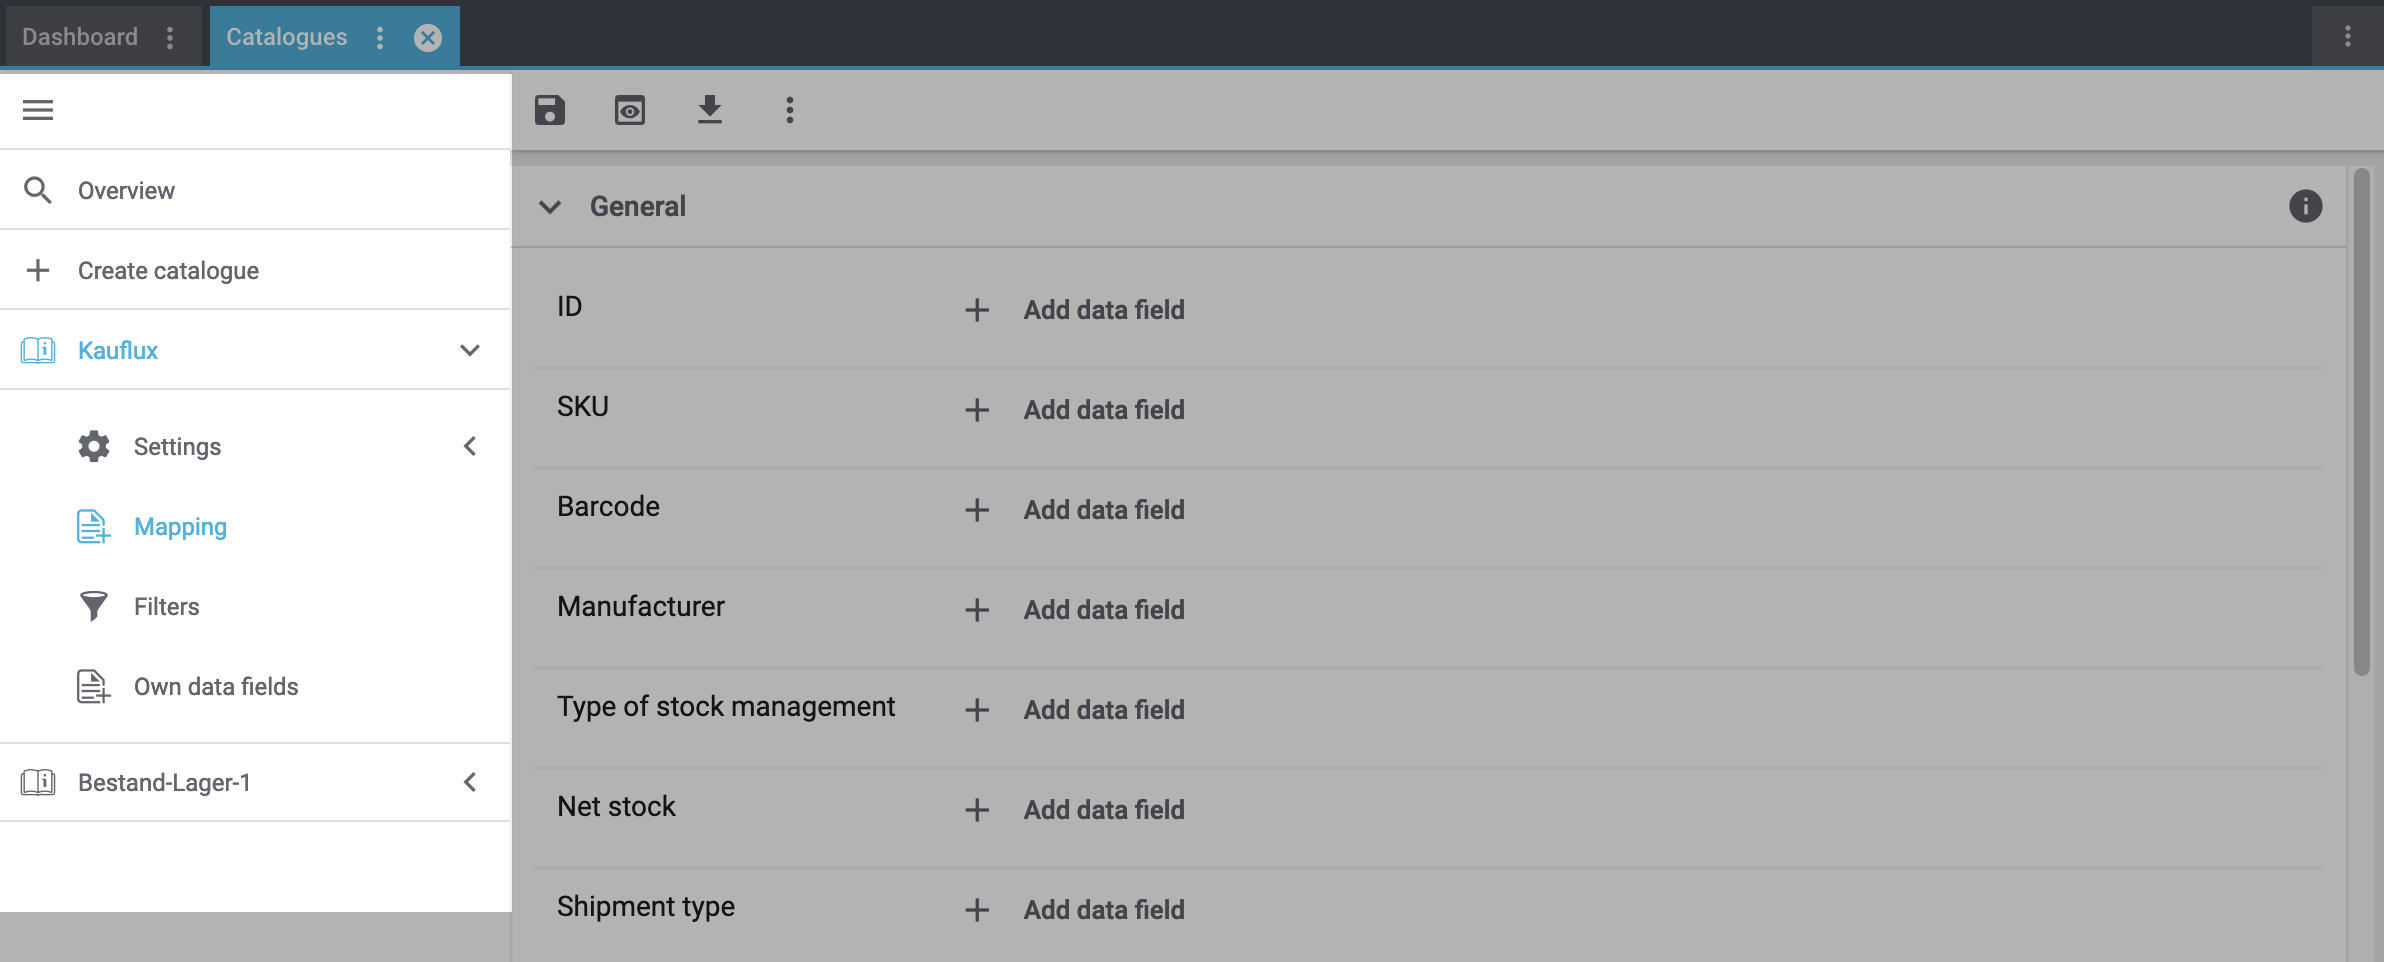 Dashboard
Catalogues
Overview
Create catalogue
Kauflux
Settings
Mapping
Filters
Own data fields
Bestand-Lager-1
General
ID Add data field
SKU Add data field
Barcode Add data field
Manufacturer Add data field
Type of stock management Add data field
Net stock Add data field
Shipment type Add data field